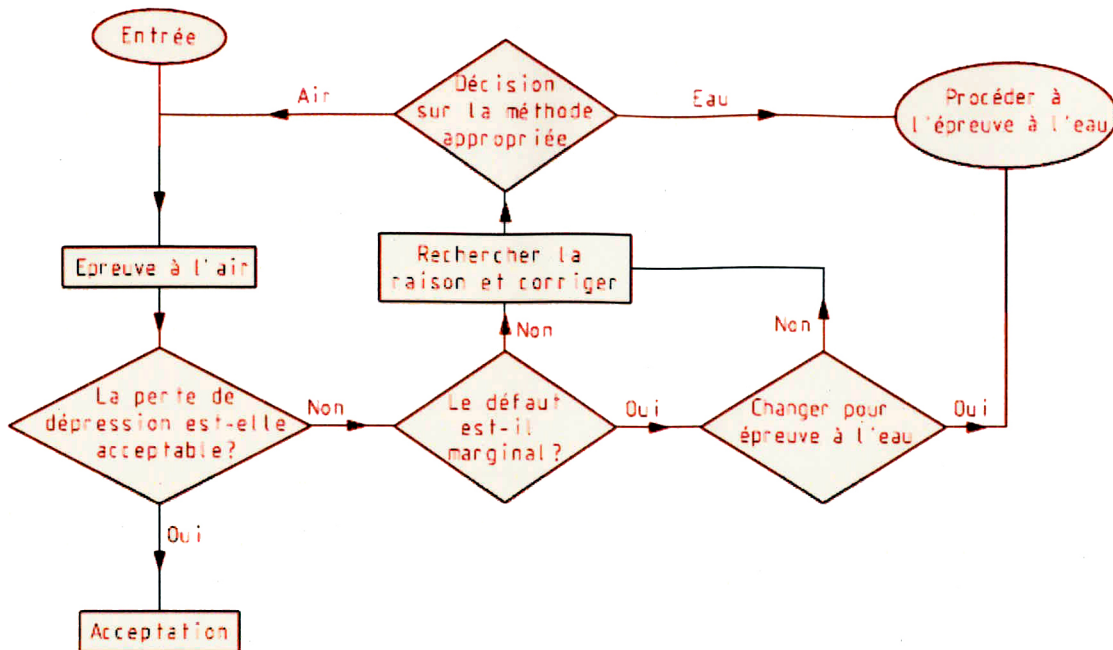 Entrée
Décision
sur la méthode
appropriée
Air
Eau
Procéder à
l'épreuve à l'eau
Epreuve à l'air
Rechercher la
raison et corriger
Non
Non
La perte de
dépression est-elle
acceptable?
Non
Le défaut
est-il
marginal?
Oui
Changer pour
épreuve à l'eau
Oui
Oui
Acceptation